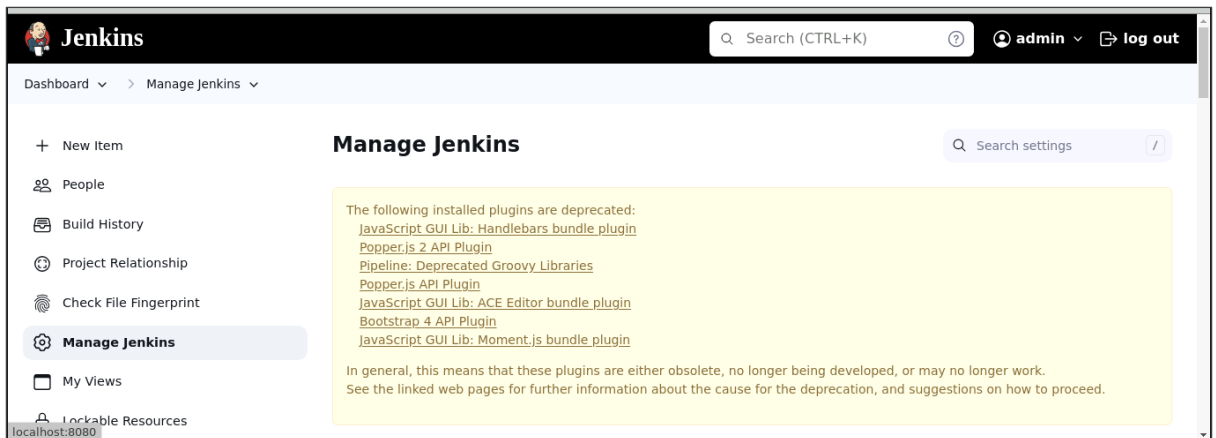 Jenkins
Search (CTRL+K)
admin
log out
Dashboard
Manage Jenkins
New Item
People
Build History
Project Relationship
Check File Fingerprint
Manage Jenkins
My Views
Lockable Resources
localhost:8080
Manage Jenkins
Search settings /
The following installed plugins are deprecated:
JavaScript GUI Lib: Handlebars bundle plugin
Popper.js 2 API Plugin
Pipeline: Deprecated Groovy Libraries
Popper.js API Plugin
JavaScript GUI Lib: ACE Editor bundle plugin
Bootstrap 4 API Plugin
JavaScript GUI Lib: Moment.js bundle plugin
In general, this means that these plugins are either obsolete, no longer being developed, or may no longer work.
See the linked web pages for further information about the cause for the deprecation, and suggestions on how to proceed.